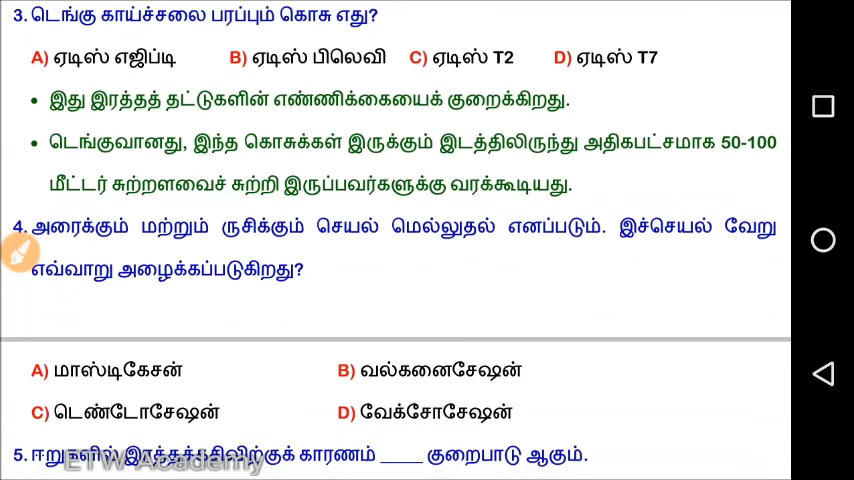 3. டெங்கு காய்ச்சலை பரப்பும் கொசு எது?
A) ஏடிஸ் எஜிப்டி B) ஏடிஸ் பிலெவி C) ஏடிஸ் T2 D) ஏடிஸ் T7
• இது இரத்தத் தட்டுகளின் எண்ணிக்கையைக் குறைக்கிறது.
• டெங்குவானது, இந்த கொசுக்கள் இருக்கும் இடத்திலிருந்து அதிகபட்சமாக 50-100
மீட்டர் சுற்றளவைச் சுற்றி இருப்பவர்களுக்கு வரக்கூடியது.
4. அரைக்கும் மற்றும் ருசிக்கும் செயல் மெல்லுதல் எனப்படும். இச்செயல் வேறு
எவ்வாறு அழைக்கப்படுகிறது?
A) மாஸ்டிகேசன் B) வல்கனைசேஷன்
C) டெண்டோசேஷன் D) வேக்சோசேஷன்
5. ஈறுகளில் இரத்தக்கசிவிற்குக் காரணம் ____ குறைபாடு ஆகும்.
ETW Academy